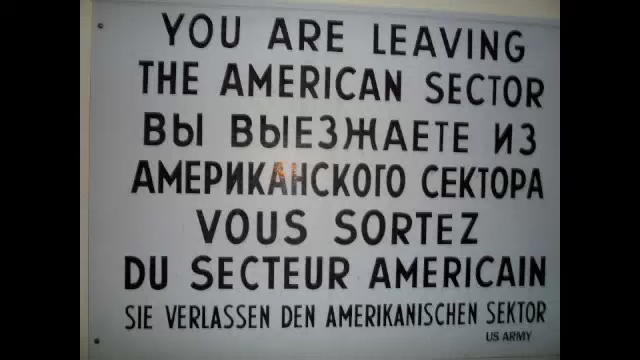 YOU ARE LEAVING
THE AMERICAN SECTOR
ВЫ ВЫЕЗЖАЕТЕ ИЗ
АМЕРИКАНСКОГО СЕКТОРА
VOUS SORTEZ
DU SECTEUR AMERICAIN
SIE VERLASSEN DEN AMERIKANISCHEN SEKTOR
US ARMY